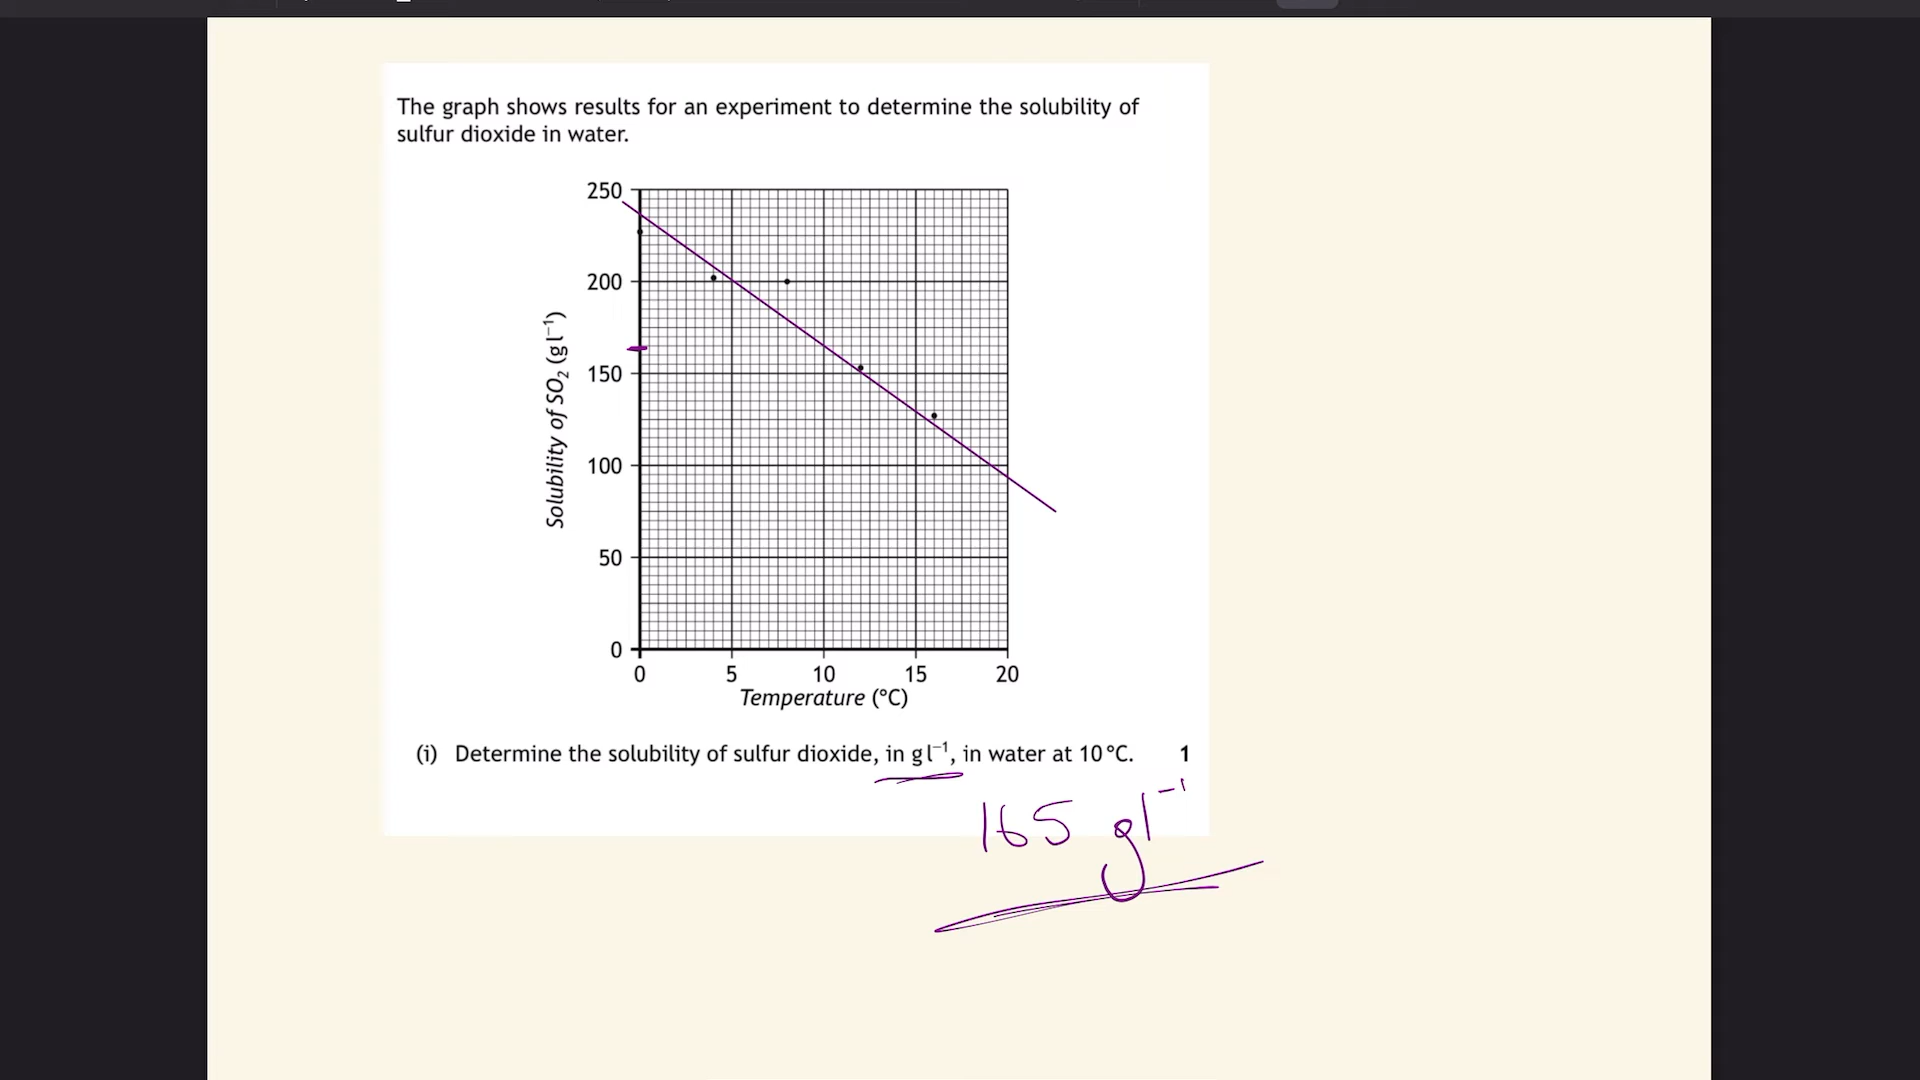 The graph shows results for an experiment to determine the solubility of
sulfur dioxide in water.
250
200
150
100
50
0
Solubility of SO₂ (g l⁻¹)
0 5 10 15 20
Temperature (°C)
(i) Determine the solubility of sulfur dioxide, in g l⁻¹, in water at 10 °C. 1
165 gl⁻¹